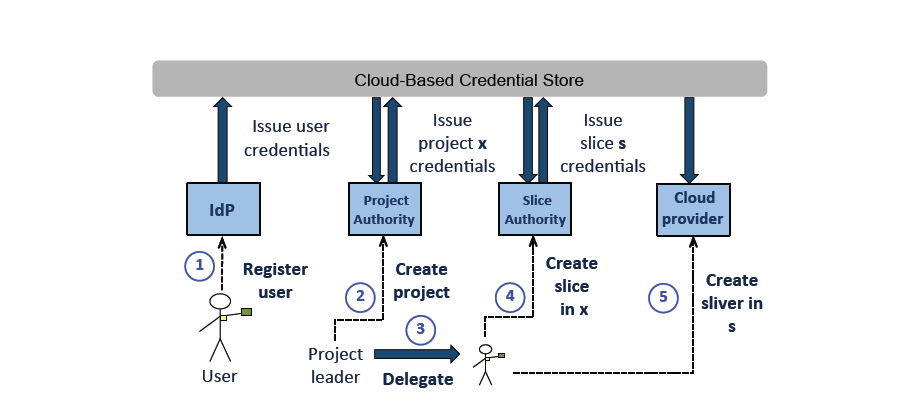 Cloud-Based Credential Store
Issue user
credentials
Issue
project x
credentials
Issue
slice s
credentials
IdP
Project
Authority
Slice
Authority
Cloud
provider
1
Register
user
2
Create
project
4
Create
slice
in x
5
Create
sliver in
s
3
User
Project
leader
Delegate